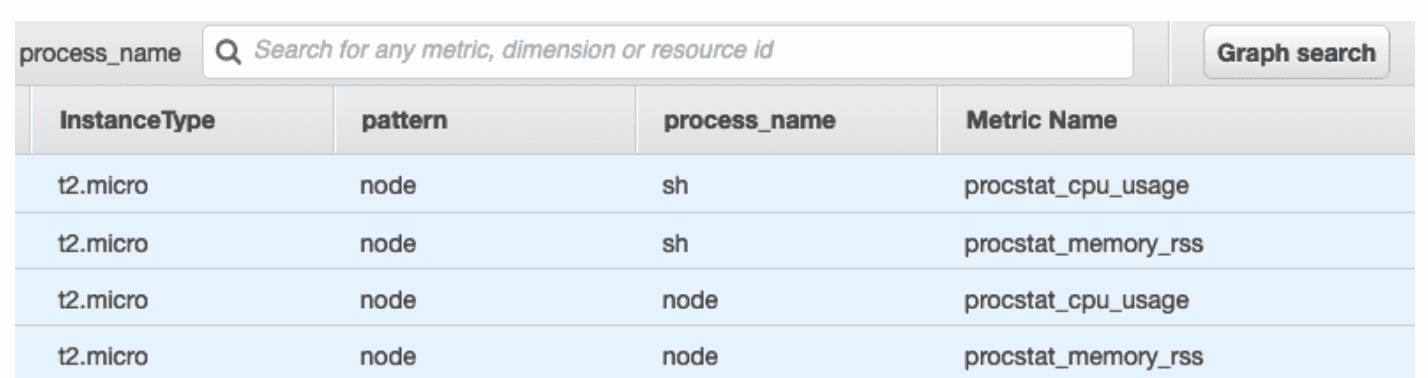 process_name Search for any metric, dimension or resource id Graph search
InstanceType pattern process_name Metric Name
t2.micro node sh procstat_cpu_usage
t2.micro node sh procstat_memory_rss
t2.micro node node procstat_cpu_usage
t2.micro node node procstat_memory_rss